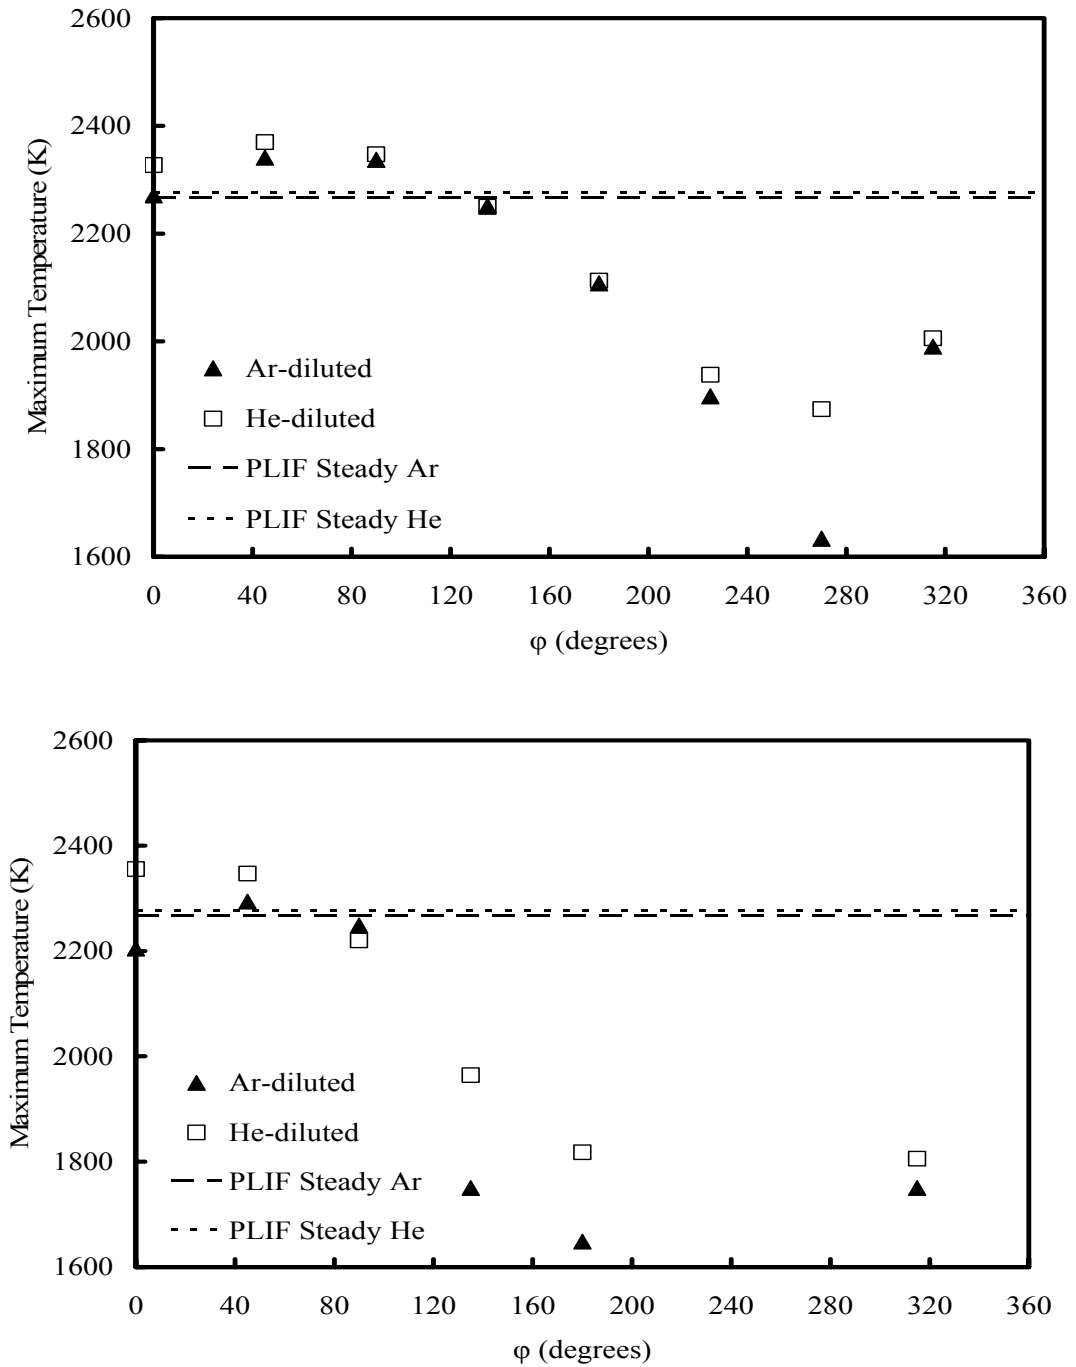 2600
2400
2200
2000
1800
1600
Maximum Temperature (K)
Ar-diluted
He-diluted
PLIF Steady Ar
PLIF Steady He
0 40 80 120 160 200 240 280 320 360
φ (degrees)
2600
2400
2200
2000
1800
1600
Maximum Temperature (K)
Ar-diluted
He-diluted
PLIF Steady Ar
PLIF Steady He
0 40 80 120 160 200 240 280 320 360
φ (degrees)